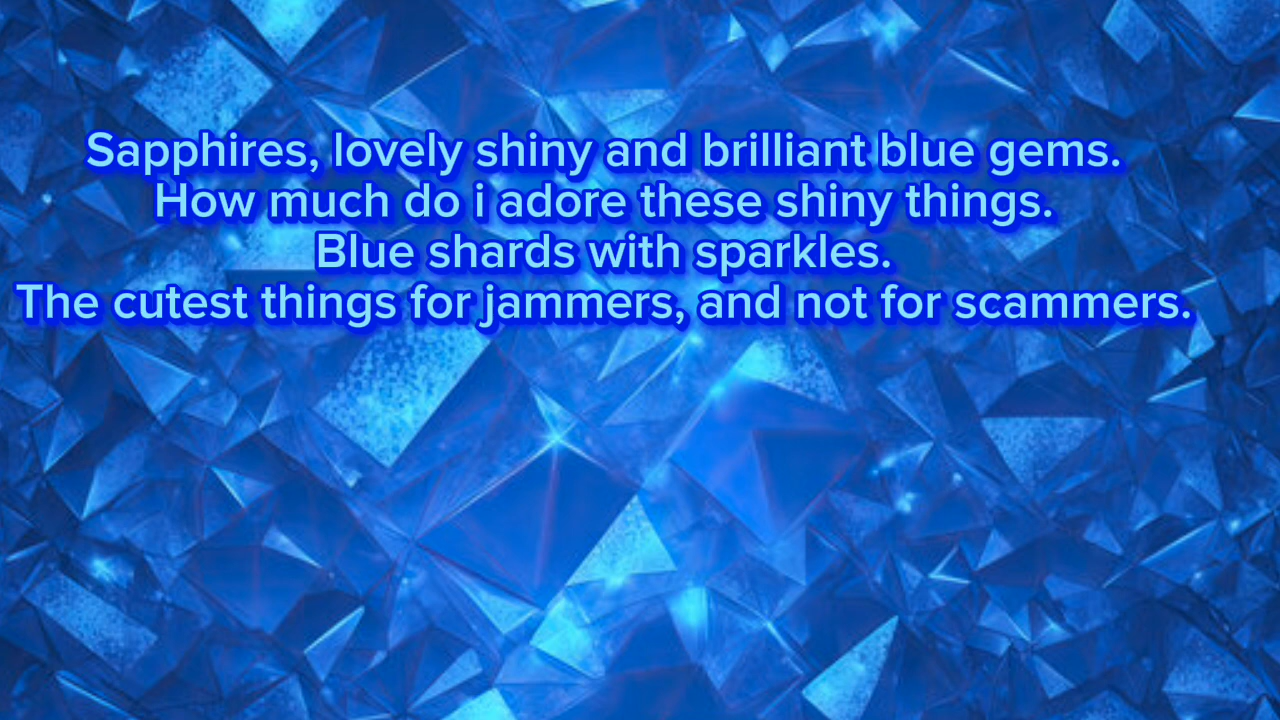 Sapphires, lovely shiny and brilliant blue gems.
How much do i adore these shiny things.
Blue shards with sparkles.
The cutest things for jammers, and not for scammers.